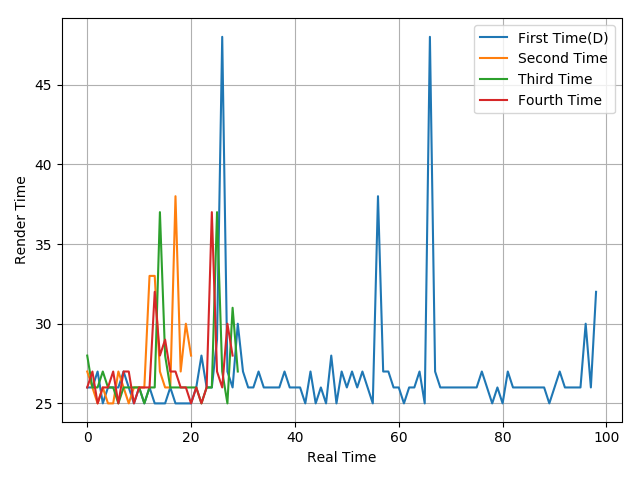 First Time(D)
Second Time
Third Time
Fourth Time
45
40
35
30
25
Render Time
0 20 40 60 80 100
Real Time